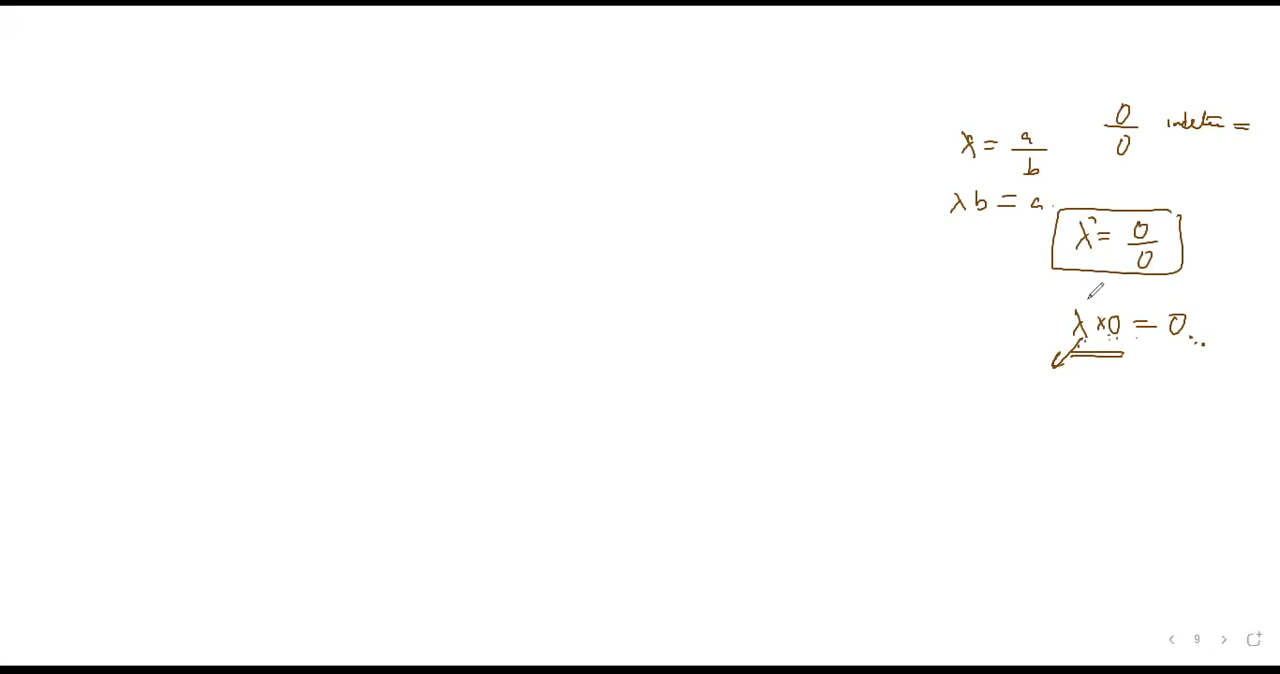 0/0 indeter =
λ = a/b
λb = a
λ = 0/0
λ × 0 = 0
9